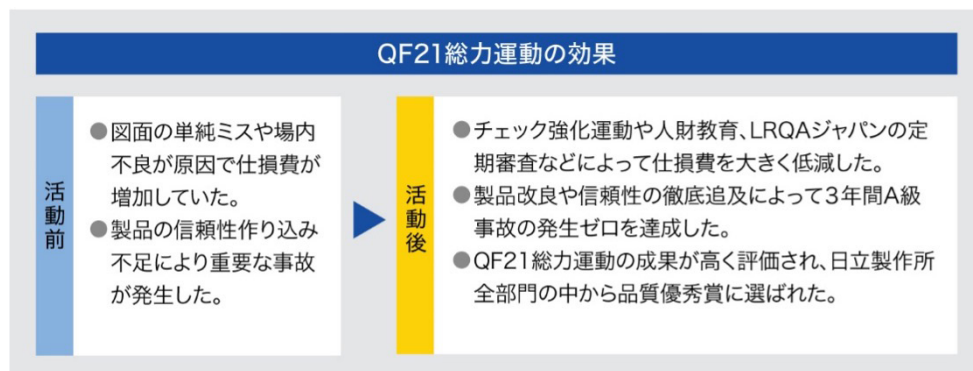 QF21総力運動の効果
活動前
●図面の単純ミスや場内
不良が原因で仕損費が
増加していた。
●製品の信頼性作り込み
不足により重要な事故
が発生した。
活動後
●チェック強化運動や人財教育、LRQAジャパンの定
期審査などによって仕損費を大きく低減した。
●製品改良や信頼性の徹底追及によって3年間A級
事故の発生ゼロを達成した。
●QF21総力運動の成果が高く評価され、日立製作所
全部門の中から品質優秀賞に選ばれた。